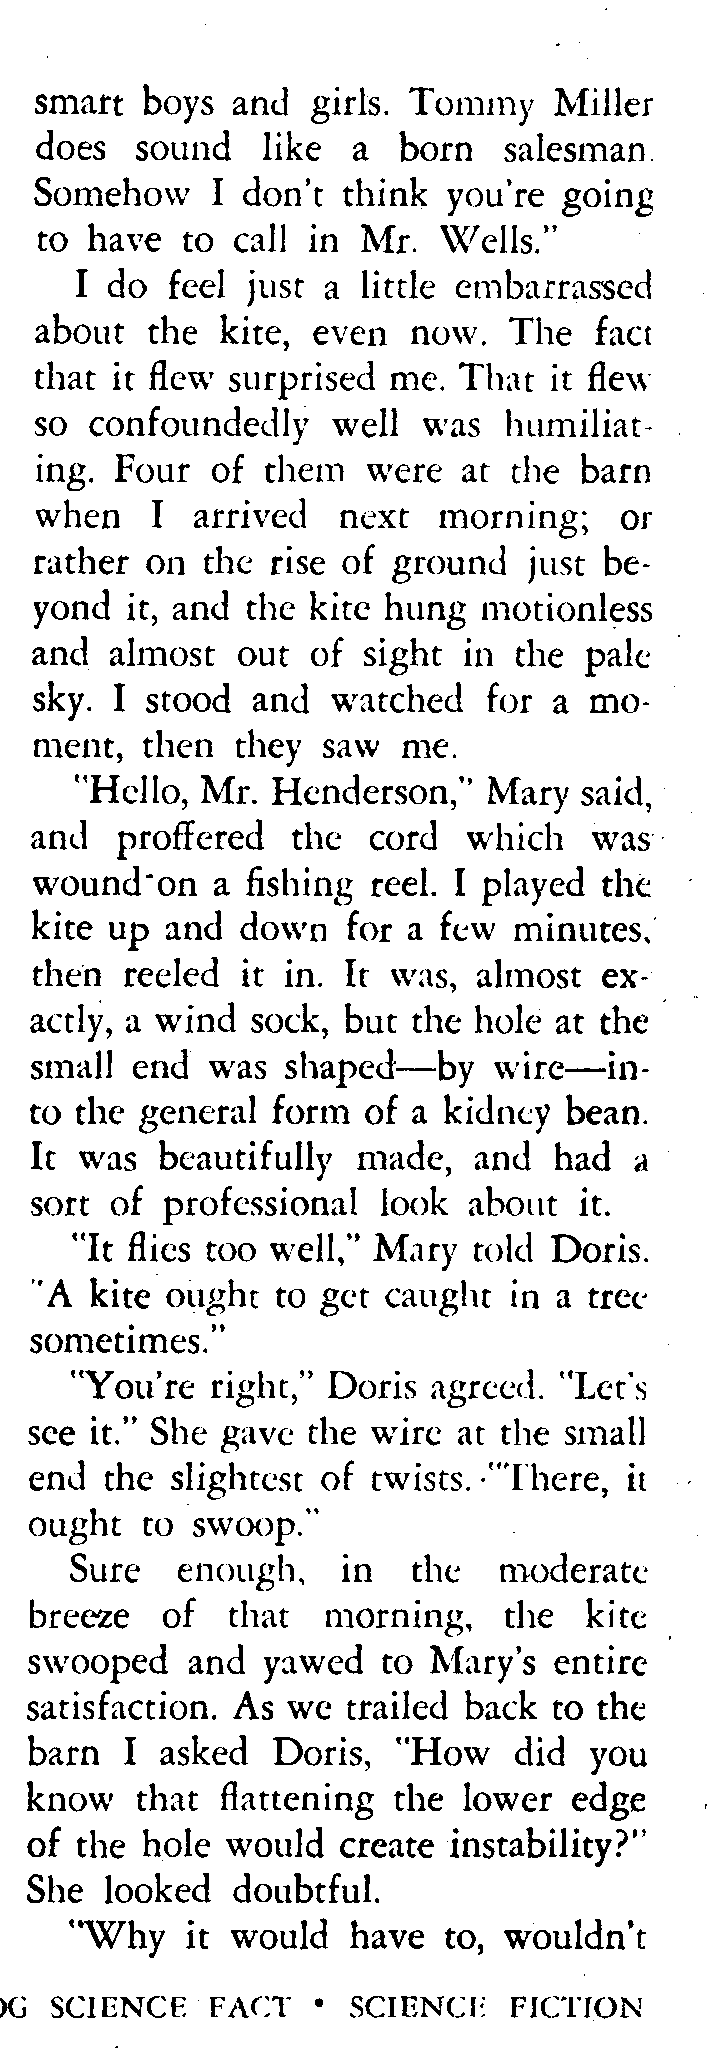 smart boys and girls. Tommy Miller
does sound like a born salesman.
Somehow I don't think you're going
to have to call in Mr. Wells."
I do feel just a little embarrassed
about the kite, even now. The fact
that it flew surprised me. That it flew
so confoundedly well was humiliat-
ing. Four of them were at the barn
when I arrived next morning; or
rather on the rise of ground just be-
yond it, and the kite hung motionless
and almost out of sight in the pale
sky. I stood and watched for a mo-
ment, then they saw me.
"Hello, Mr. Henderson," Mary said,
and proffered the cord which was
wound on a fishing reel. I played the
kite up and down for a few minutes,
then reeled it in. It was, almost ex-
actly, a wind sock, but the hole at the
small end was shaped—by wire—in-
to the general form of a kidney bean.
It was beautifully made, and had a
sort of professional look about it.
"It flies too well," Mary told Doris.
"A kite ought to get caught in a tree
sometimes."
"You're right," Doris agreed. "Let's
see it." She gave the wire at the small
end the slightest of twists. "There, it
ought to swoop."
Sure enough, in the moderate
breeze of that morning, the kite
swooped and yawed to Mary's entire
satisfaction. As we trailed back to the
barn I asked Doris, "How did you
know that flattening the lower edge
of the hole would create instability?"
She looked doubtful.
"Why it would have to, wouldn't
OG SCIENCE FACT • SCIENCE FICTION